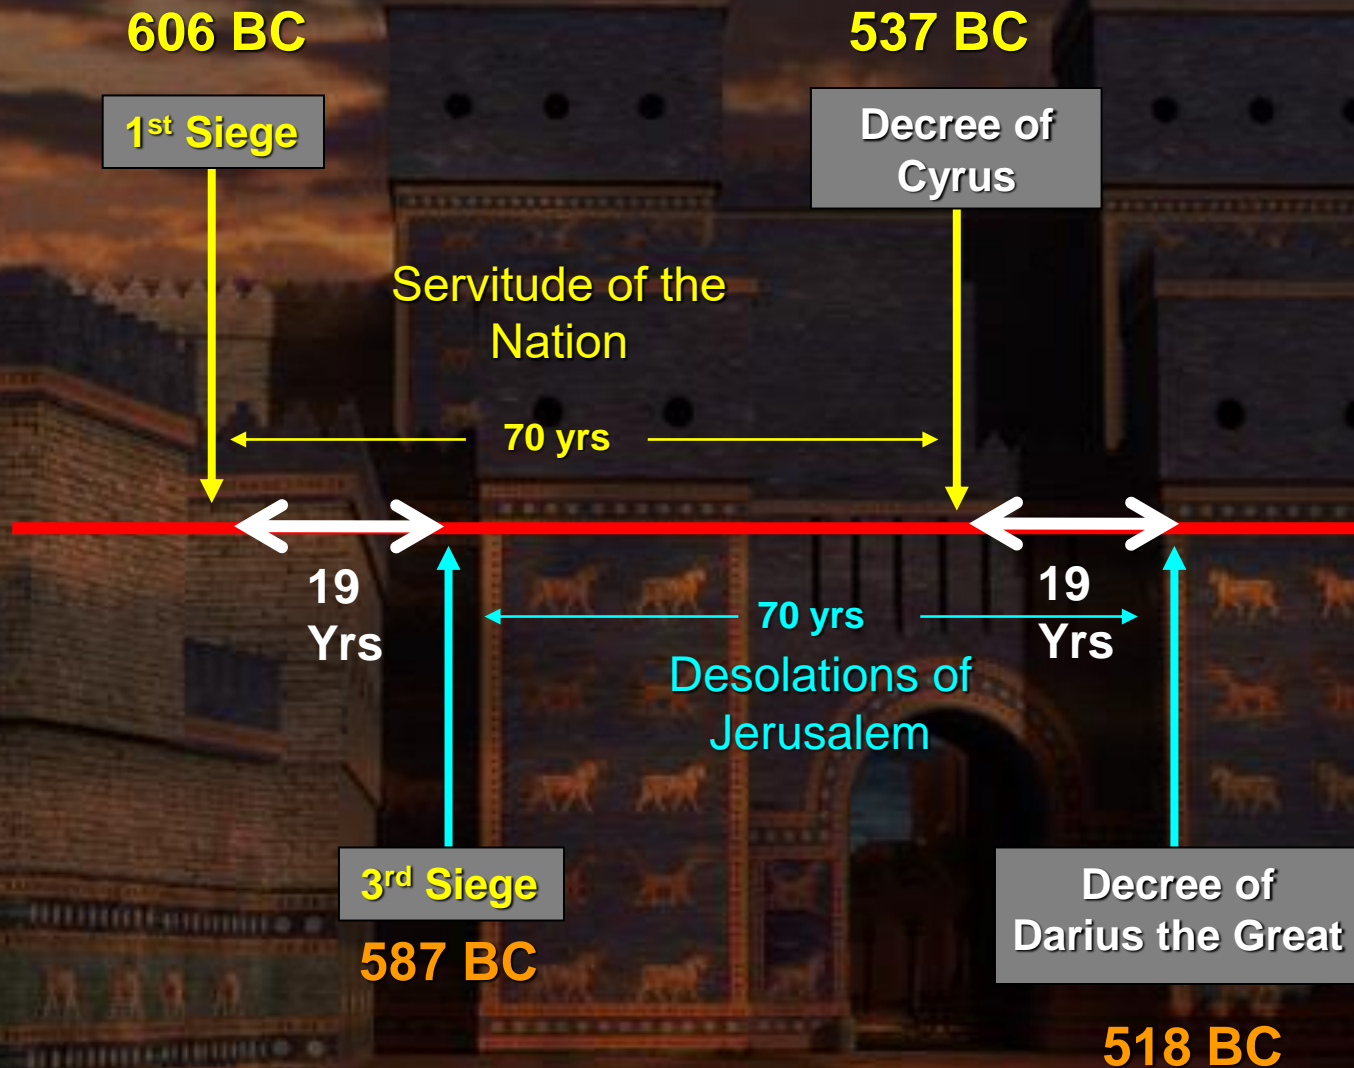 606 BC
537 BC
1st Siege
Decree of
Cyrus
Servitude of the
Nation
70 yrs
19
Yrs
19
Yrs
70 yrs
Desolations of
Jerusalem
3rd Siege
587 BC
Decree of
Darius the Great
518 BC